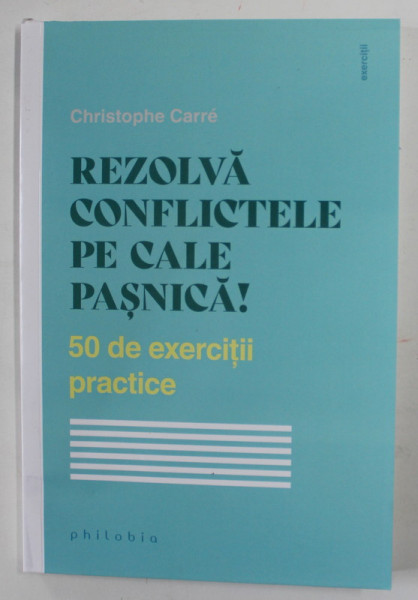 exerciții
Christophe Carré
REZOLVĂ
CONFLICTELE
PE CALE
PAȘNICĂ!
50 de exerciții
practice
philobia